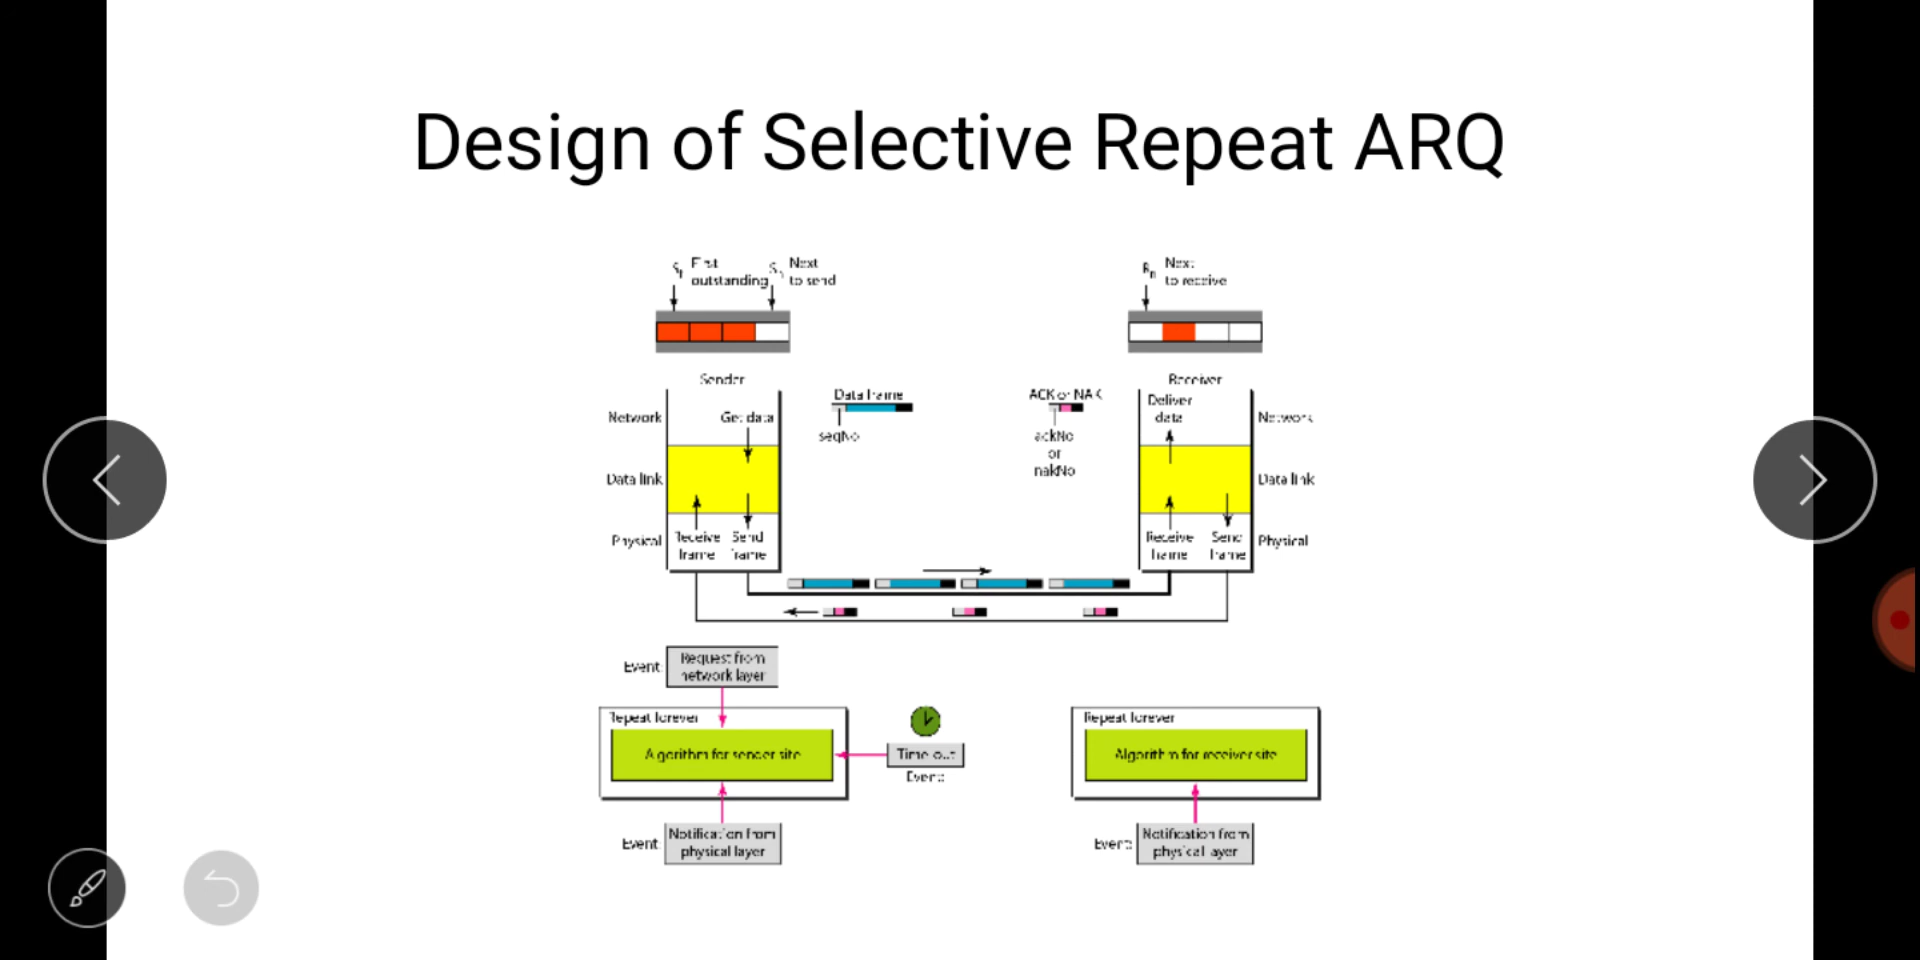 Design of Selective Repeat ARQ
Sf First outstanding
Sn Next to send
Rn Next to receive
Sender
Receiver
Data frame
seqNo
ACK or NAK
ackNo
or
nakNo
Network
Get data
Deliver
data
Network
Data link
Data link
Physical
Receive
frame
Send
frame
Receive
frame
Send
frame
Physical
Event:
Request from
network layer
Repeat forever
Algorithm for sender site
Time-out
Event:
Repeat forever
Algorithm for receiver site
Event:
Notification from
physical layer
Event:
Notification from
physical layer